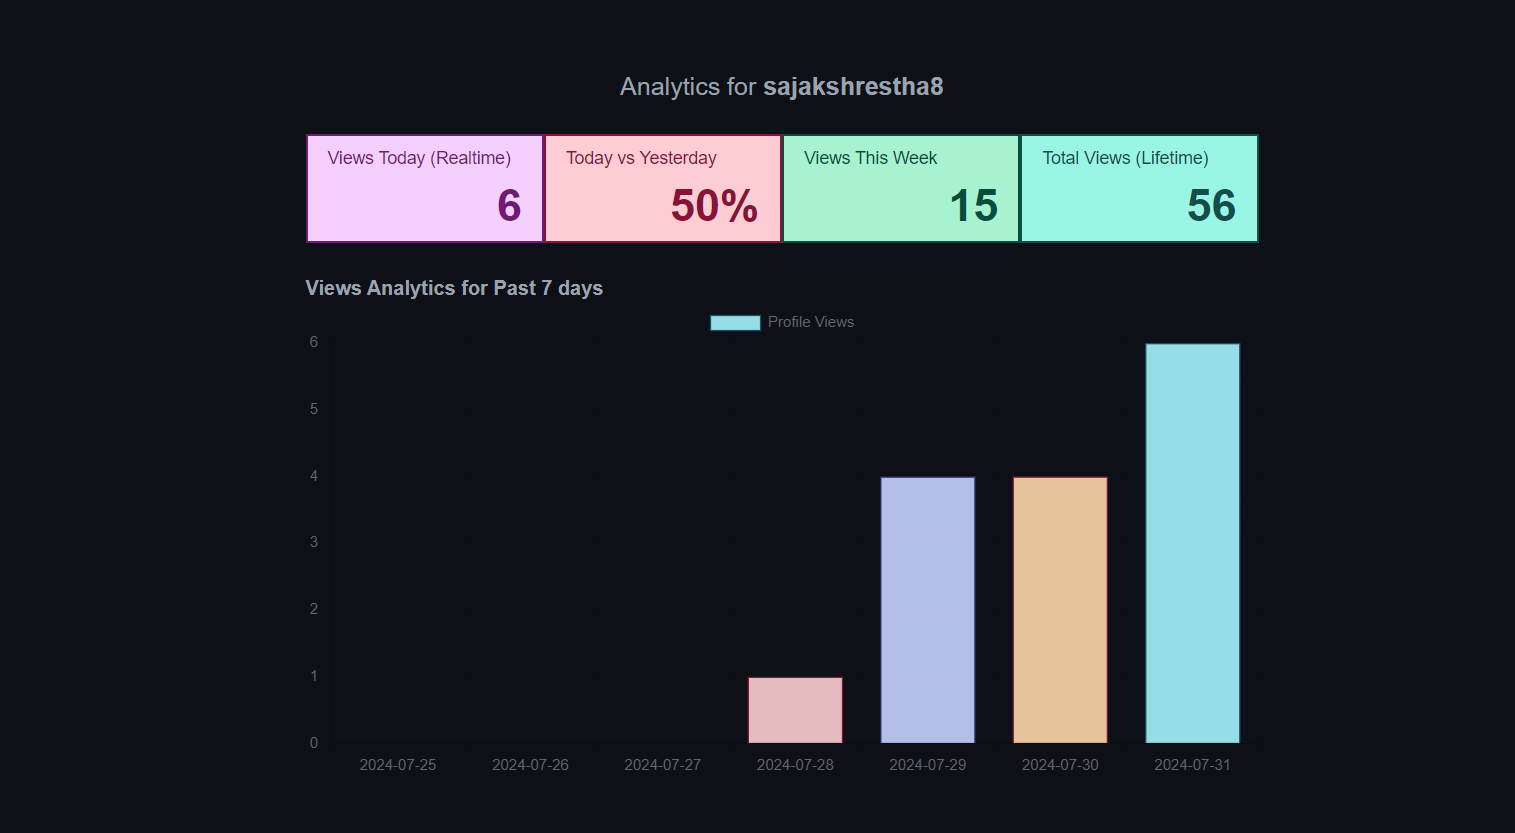 Analytics for sajakshrestha8
Views Today (Realtime)
6
Today vs Yesterday
50%
Views This Week
15
Total Views (Lifetime)
56
Views Analytics for Past 7 days
Profile Views
6
5
4
3
2
1
0
2024-07-25 2024-07-26 2024-07-27 2024-07-28 2024-07-29 2024-07-30 2024-07-31